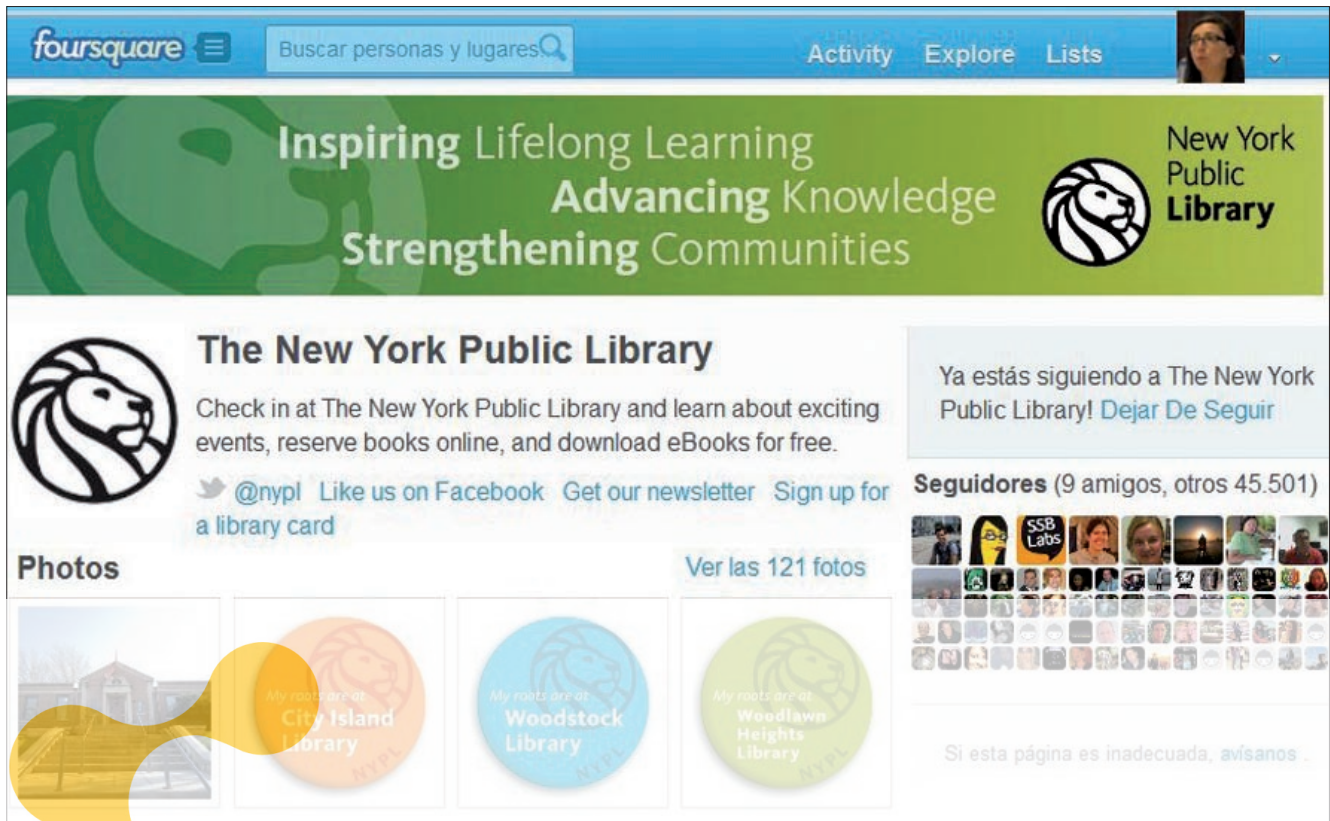 foursquare
Buscar personas y lugares
Activity Explore Lists
Inspiring Lifelong Learning
Advancing Knowledge
Strengthening Communities
New York
Public
Library
The New York Public Library
Check in at The New York Public Library and learn about exciting
events, reserve books online, and download eBooks for free.
@nypl Like us on Facebook Get our newsletter Sign up for
a library card
Ya estás siguiendo a The New York
Public Library! Dejar De Seguir
Seguidores (9 amigos, otros 45.501)
SSB
Labs
Photos
Ver las 121 fotos
My roots are at
City Island
Library
NYPL
My roots are at
Woodstock
Library
NYPL
My roots are at
Woodlawn
Heights
Library
NYPL
Si esta página es inadecuada, avísanos .